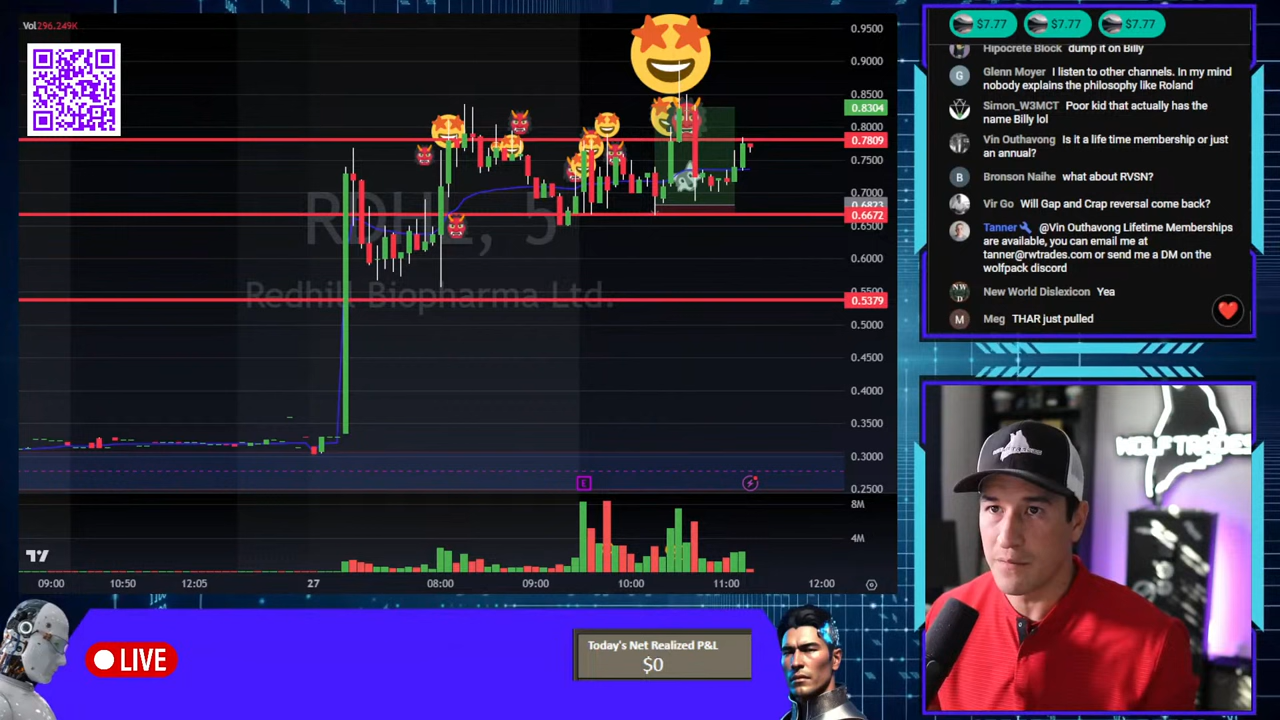 Vol296.249K
RDHL, 5
Redhill Biopharma Ltd.
0.9500
0.9000
0.8500
0.8304
0.8000
0.7809
0.7500
0.7000
0.6823
0.6672
0.6500
0.6000
0.5379
0.5000
0.4500
0.4000
0.3500
0.3000
0.2500
8M
4M
E
09:00 10:50 12:05 27 08:00 09:00 10:00 11:00 12:00
$7.77 $7.77 $7.77
Hipocrete Block dump it on Billy
G Glenn Moyer I listen to other channels. In my mind
nobody explains the philosophy like Roland
Simon_W3MCT Poor kid that actually has the
name Billy lol
Vin Outhavong Is it a life time membership or just
an annual?
B Bronson Naihe what about RVSN?
Vir Go Will Gap and Crap reversal come back?
Tanner @Vin Outhavong Lifetime Memberships
are available, you can email me at
tanner@rwtrades.com or send me a DM on the
wolfpack discord
New World Dislexicon Yea
M Meg THAR just pulled
WOLFTRADES
LIVE
Today's Net Realized P&L
$0